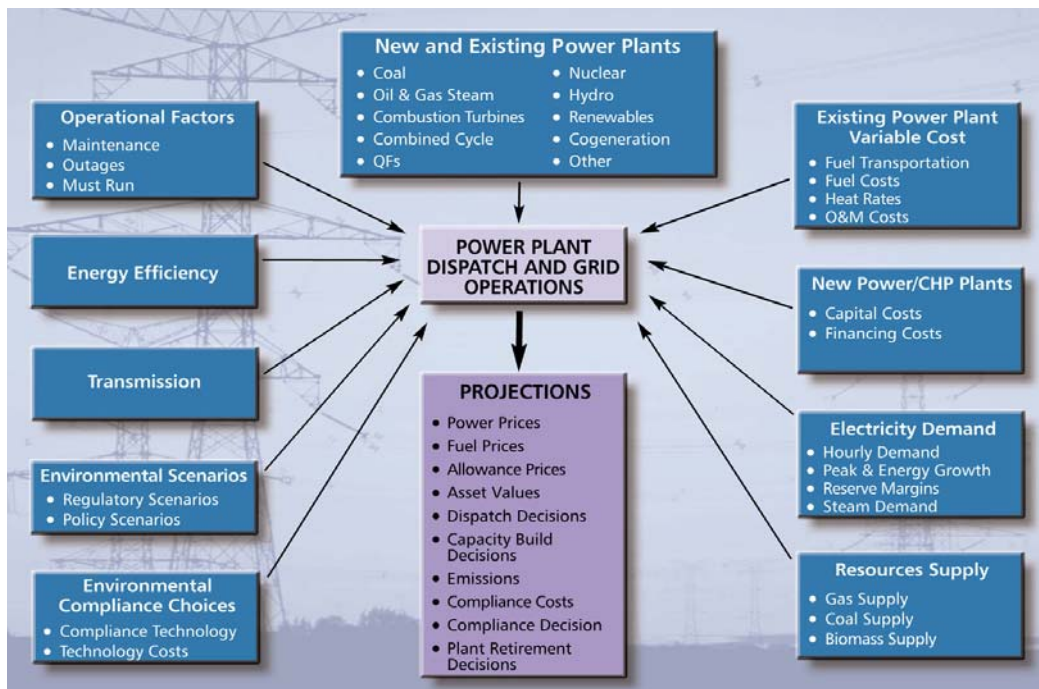 New and Existing Power Plants
• Coal
• Oil & Gas Steam
• Combustion Turbines
• Combined Cycle
• QFs
• Nuclear
• Hydro
• Renewables
• Cogeneration
• Other
Operational Factors
• Maintenance
• Outages
• Must Run
Energy Efficiency
Transmission
Environmental Scenarios
• Regulatory Scenarios
• Policy Scenarios
Environmental
Compliance Choices
• Compliance Technology
• Technology Costs
POWER PLANT
DISPATCH AND GRID
OPERATIONS
PROJECTIONS
• Power Prices
• Fuel Prices
• Allowance Prices
• Asset Values
• Dispatch Decisions
• Capacity Build
Decisions
• Emissions
• Compliance Costs
• Compliance Decision
• Plant Retirement
Decisions
Existing Power Plant
Variable Cost
• Fuel Transportation
• Fuel Costs
• Heat Rates
• O&M Costs
New Power/CHP Plants
• Capital Costs
• Financing Costs
Electricity Demand
• Hourly Demand
• Peak & Energy Growth
• Reserve Margins
• Steam Demand
Resources Supply
• Gas Supply
• Coal Supply
• Biomass Supply